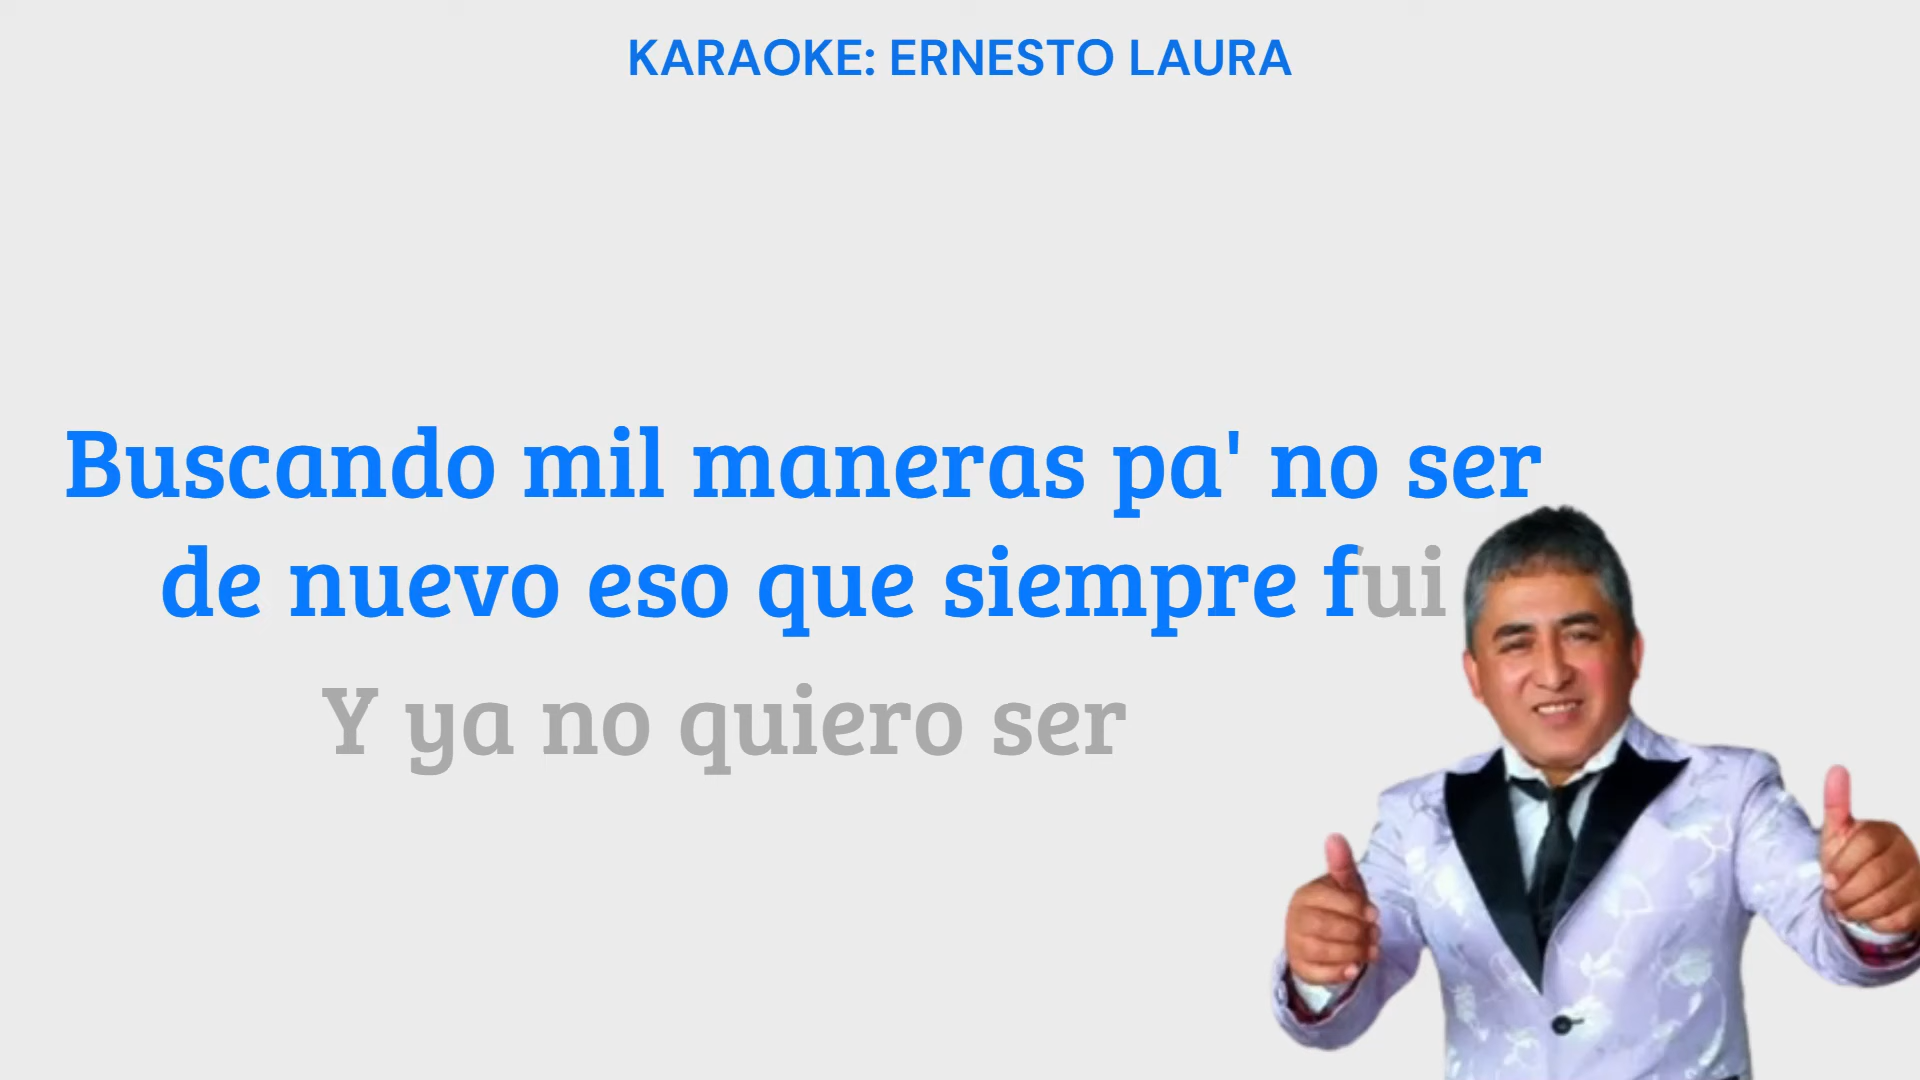 KARAOKE: ERNESTO LAURA
Buscando mil maneras pa' no ser
de nuevo eso que siempre fui
Y ya no quiero ser